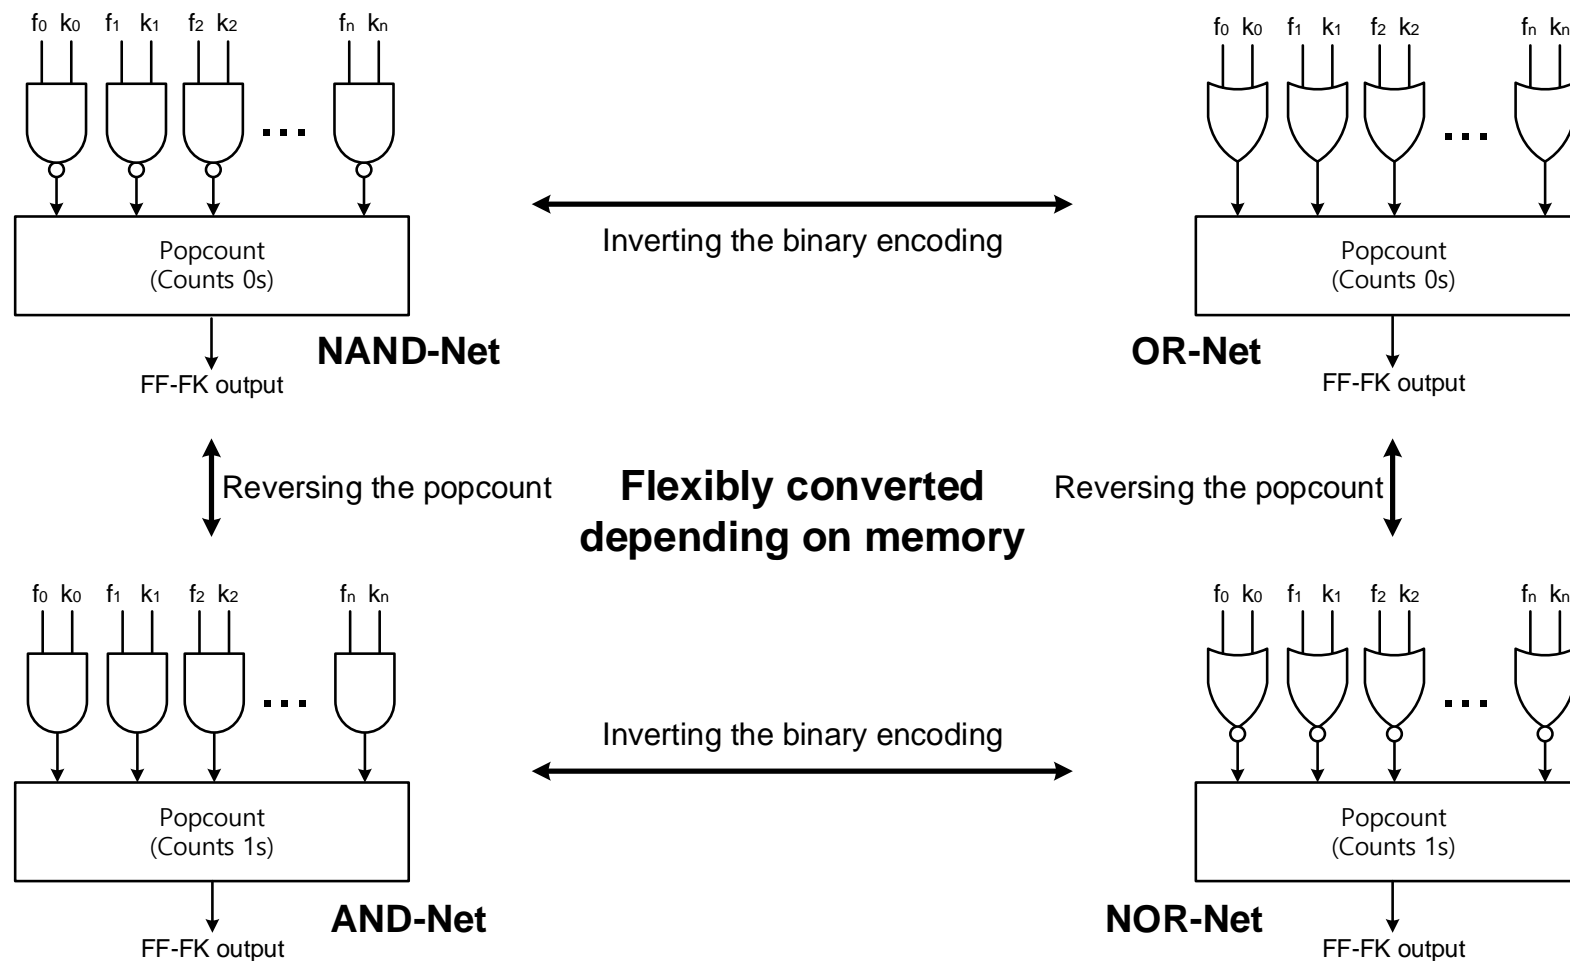 f0 k0 f1 k1 f2 k2 fn kn
Popcount
(Counts 0s)
NAND-Net
FF-FK output
Inverting the binary encoding
f0 k0 f1 k1 f2 k2 fn kn
Popcount
(Counts 0s)
OR-Net
FF-FK output
Reversing the popcount
Flexibly converted
depending on memory
Reversing the popcount
f0 k0 f1 k1 f2 k2 fn kn
Popcount
(Counts 1s)
AND-Net
FF-FK output
Inverting the binary encoding
f0 k0 f1 k1 f2 k2 fn kn
Popcount
(Counts 1s)
NOR-Net
FF-FK output